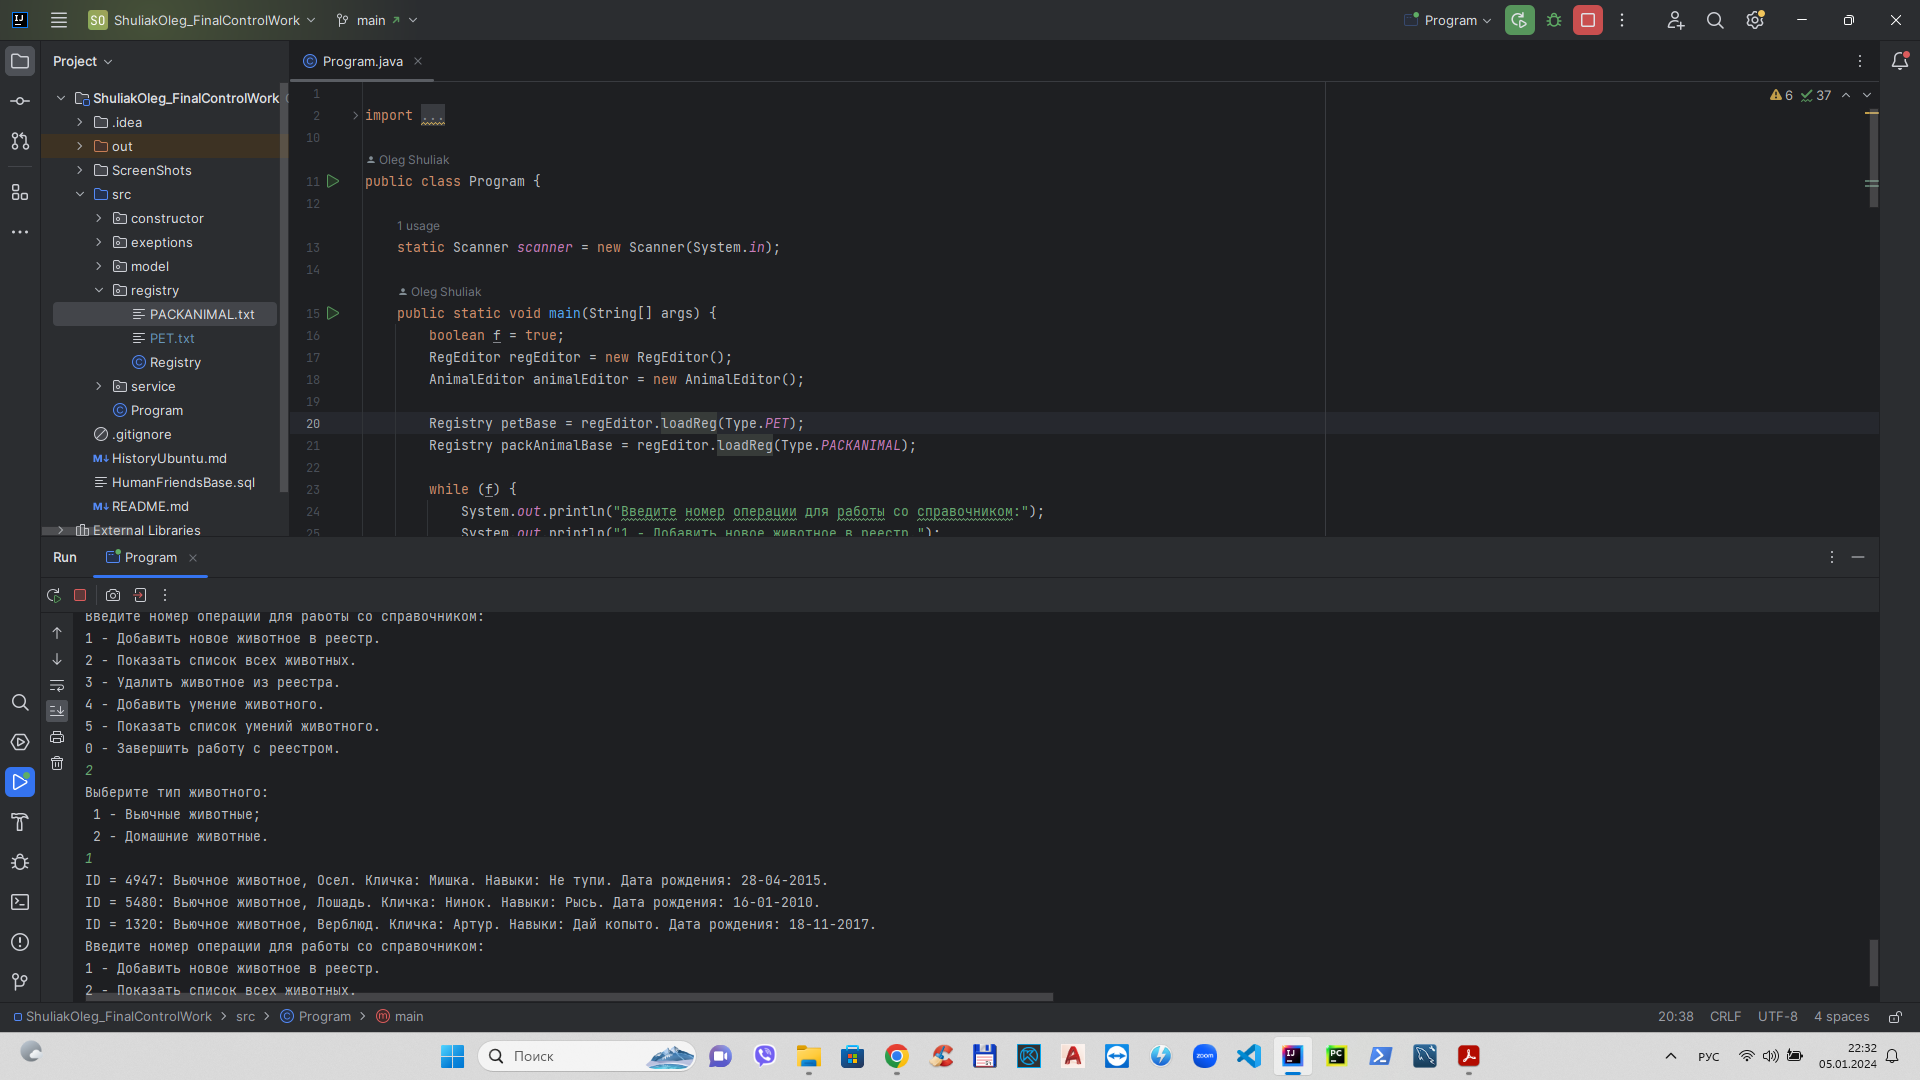 SO ShuliakOleg_FinalControlWork main Program
Project
Program.java
ShuliakOleg_FinalControlWork
.idea
out
ScreenShots
src
constructor
exeptions
model
registry
PACKANIMAL.txt
PET.txt
Registry
service
Program
.gitignore
M↓ HistoryUbuntu.md
HumanFriendsBase.sql
M↓ README.md
External Libraries
6 37
1
2 import ...
10
Oleg Shuliak
11 public class Program {
12
1 usage
13 static Scanner scanner = new Scanner(System.in);
14
Oleg Shuliak
15 public static void main(String[] args) {
16 boolean f = true;
17 RegEditor regEditor = new RegEditor();
18 AnimalEditor animalEditor = new AnimalEditor();
19
20 Registry petBase = regEditor.loadReg(Type.PET);
21 Registry packAnimalBase = regEditor.loadReg(Type.PACKANIMAL);
22
23 while (f) {
24 System.out.println("Введите номер операции для работы со справочником:");
25 System.out.println("1 - Добавить новое животное в реестр.");
Run Program
Введите номер операции для работы со справочником:
1 - Добавить новое животное в реестр.
2 - Показать список всех животных.
3 - Удалить животное из реестра.
4 - Добавить умение животного.
5 - Показать список умений животного.
0 - Завершить работу с реестром.
2
Выберите тип животного:
1 - Вьючные животные;
2 - Домашние животные.
1
ID = 4947: Вьючное животное, Осел. Кличка: Мишка. Навыки: Не тупи. Дата рождения: 28-04-2015.
ID = 5480: Вьючное животное, Лошадь. Кличка: Нинок. Навыки: Рысь. Дата рождения: 16-01-2010.
ID = 1320: Вьючное животное, Верблюд. Кличка: Артур. Навыки: Дай копыто. Дата рождения: 18-11-2017.
Введите номер операции для работы со справочником:
1 - Добавить новое животное в реестр.
2 - Показать список всех животных.
ShuliakOleg_FinalControlWork > src > Program > main 20:38 CRLF UTF-8 4 spaces
Поиск
zoom
РУС
22:32
05.01.2024